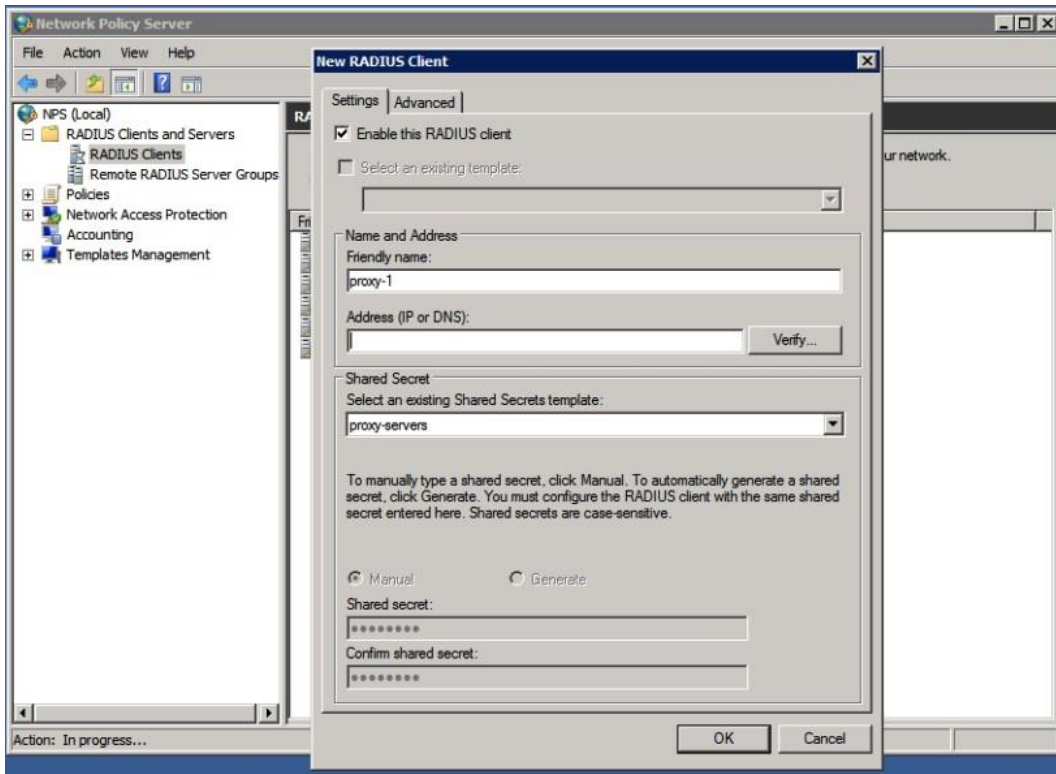 Network Policy Server
File Action View Help
NPS (Local)
RADIUS Clients and Servers
RADIUS Clients
Remote RADIUS Server Groups
Policies
Network Access Protection
Accounting
Templates Management
Action: In progress...
RA
ur network.
New RADIUS Client
Settings Advanced
Enable this RADIUS client
Select an existing template:
Name and Address
Friendly name:
proxy-1
Address (IP or DNS):
Verify...
Shared Secret
Select an existing Shared Secrets template:
proxy-servers
To manually type a shared secret, click Manual. To automatically generate a shared
secret, click Generate. You must configure the RADIUS client with the same shared
secret entered here. Shared secrets are case-sensitive.
Manual Generate
Shared secret:
••••••••
Confirm shared secret:
••••••••
OK Cancel